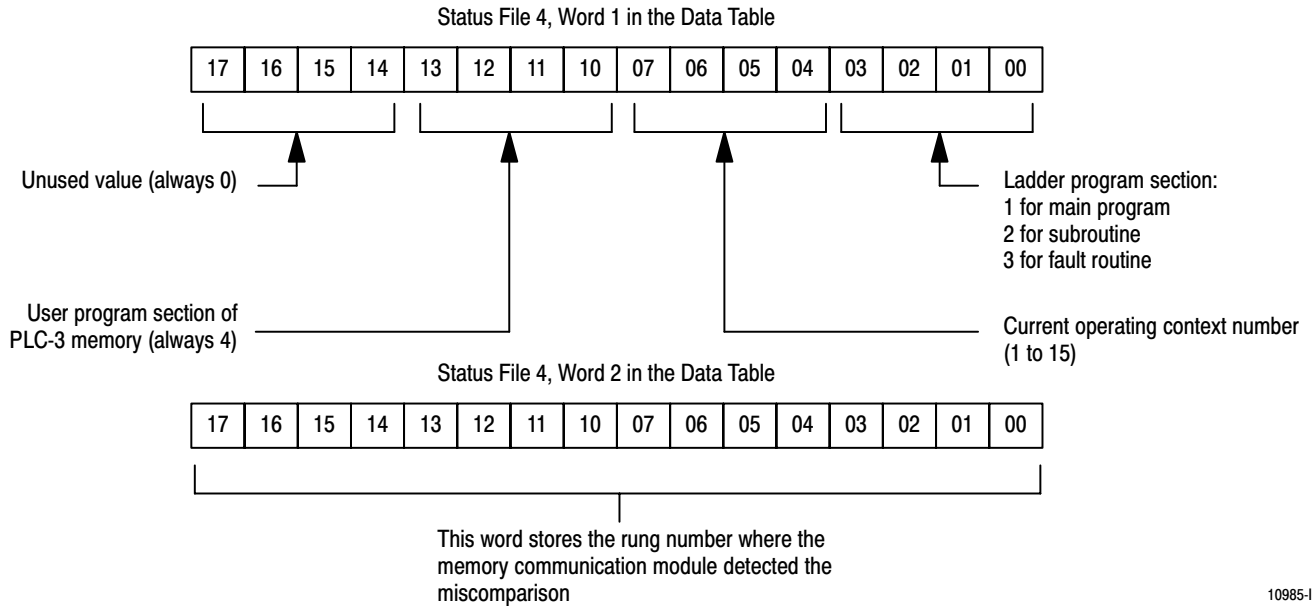 Status File 4, Word 1 in the Data Table
17 16 15 14 13 12 11 10 07 06 05 04 03 02 01 00
Unused value (always 0)
Ladder program section:
1 for main program
2 for subroutine
3 for fault routine
User program section of
PLC-3 memory (always 4)
Current operating context number
(1 to 15)
Status File 4, Word 2 in the Data Table
17 16 15 14 13 12 11 10 07 06 05 04 03 02 01 00
This word stores the rung number where the
memory communication module detected the
miscomparison
10985-I